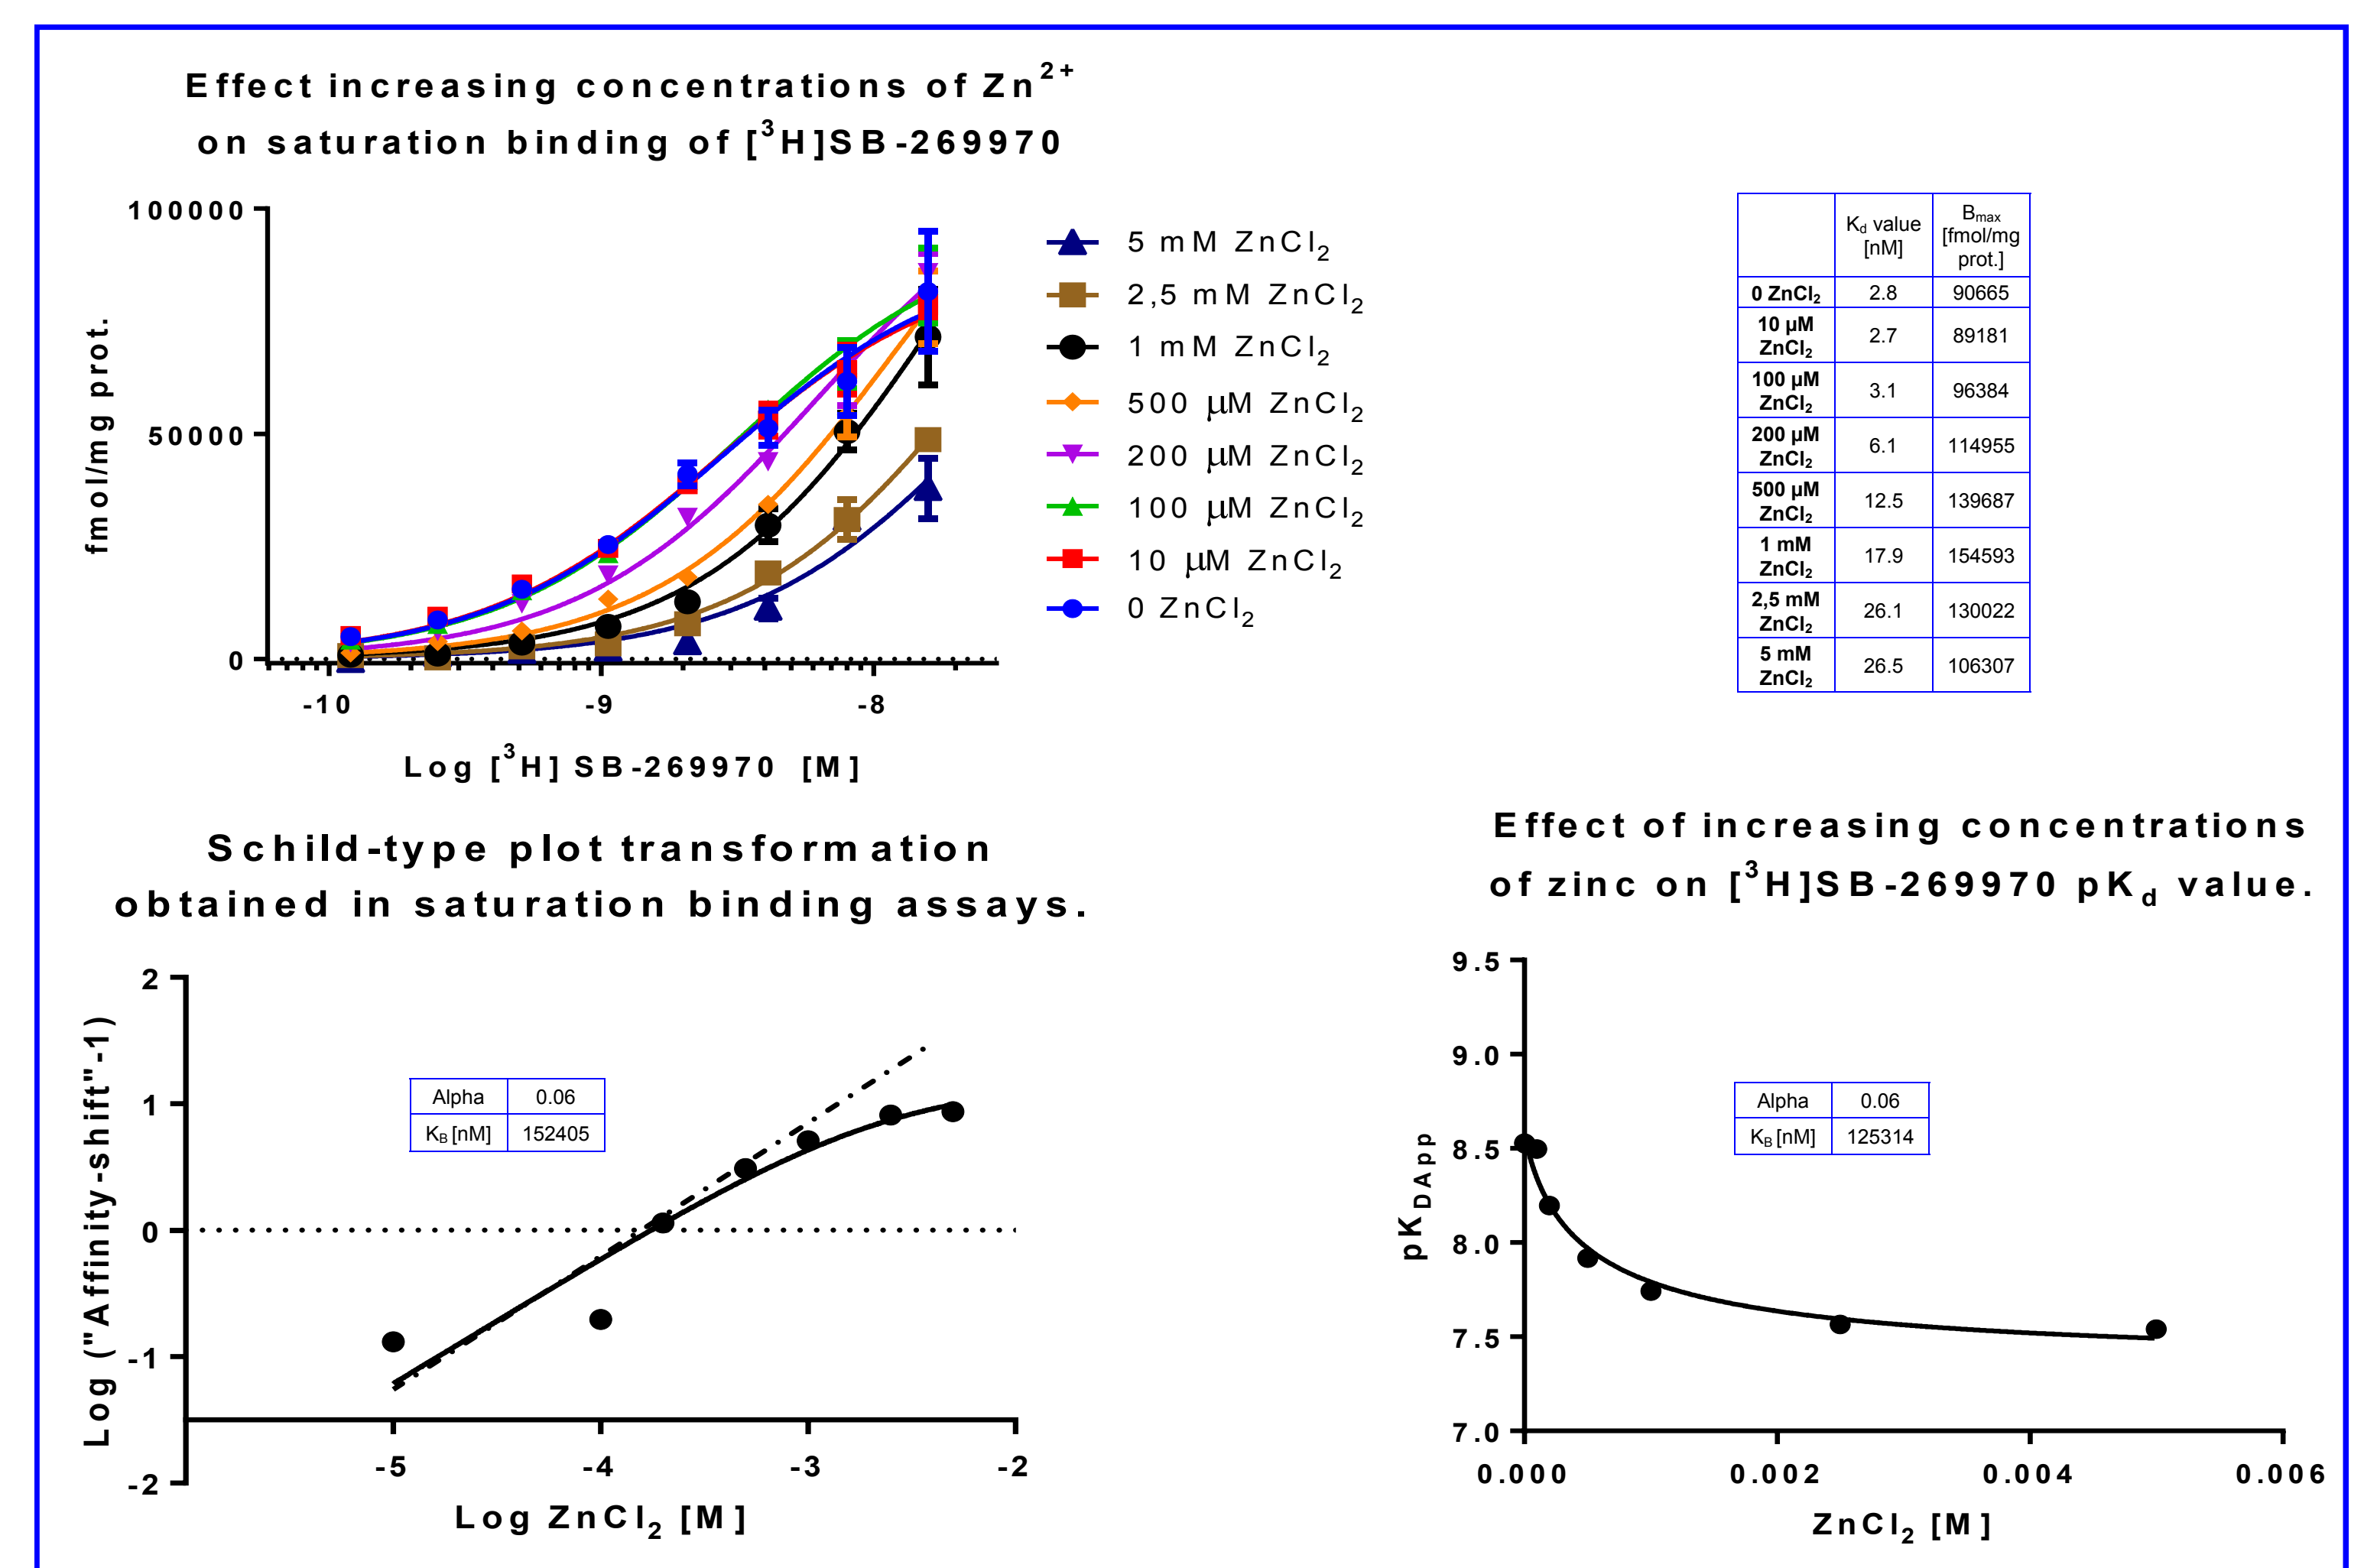 Effect increasing concentrations of Zn²⁺
on saturation binding of [³H]SB-269970
100000
50000
0
fmol/mg prot.
-10
-9
-8
Log [³H] SB-269970 [M]
5 mM ZnCl₂
2,5 mM ZnCl₂
1 mM ZnCl₂
500 μM ZnCl₂
200 μM ZnCl₂
100 μM ZnCl₂
10 μM ZnCl₂
0 ZnCl₂
Kd value [nM] Bmax [fmol/mg prot.]
0 ZnCl₂ 2.8 90665
10 µM ZnCl₂ 2.7 89181
100 µM ZnCl₂ 3.1 96384
200 µM ZnCl₂ 6.1 114955
500 µM ZnCl₂ 12.5 139687
1 mM ZnCl₂ 17.9 154593
2,5 mM ZnCl₂ 26.1 130022
5 mM ZnCl₂ 26.5 106307
Schild-type plot transformation
obtained in saturation binding assays.
2
1
0
-1
-2
Log ("Affinity-shift"-1)
Alpha 0.06
KB [nM] 152405
-5
-4
-3
-2
Log ZnCl₂ [M]
Effect of increasing concentrations
of zinc on [³H]SB-269970 pKd value.
9.5
9.0
8.5
8.0
7.5
7.0
pKDApp
Alpha 0.06
KB [nM] 125314
0.000
0.002
0.004
0.006
ZnCl₂ [M]